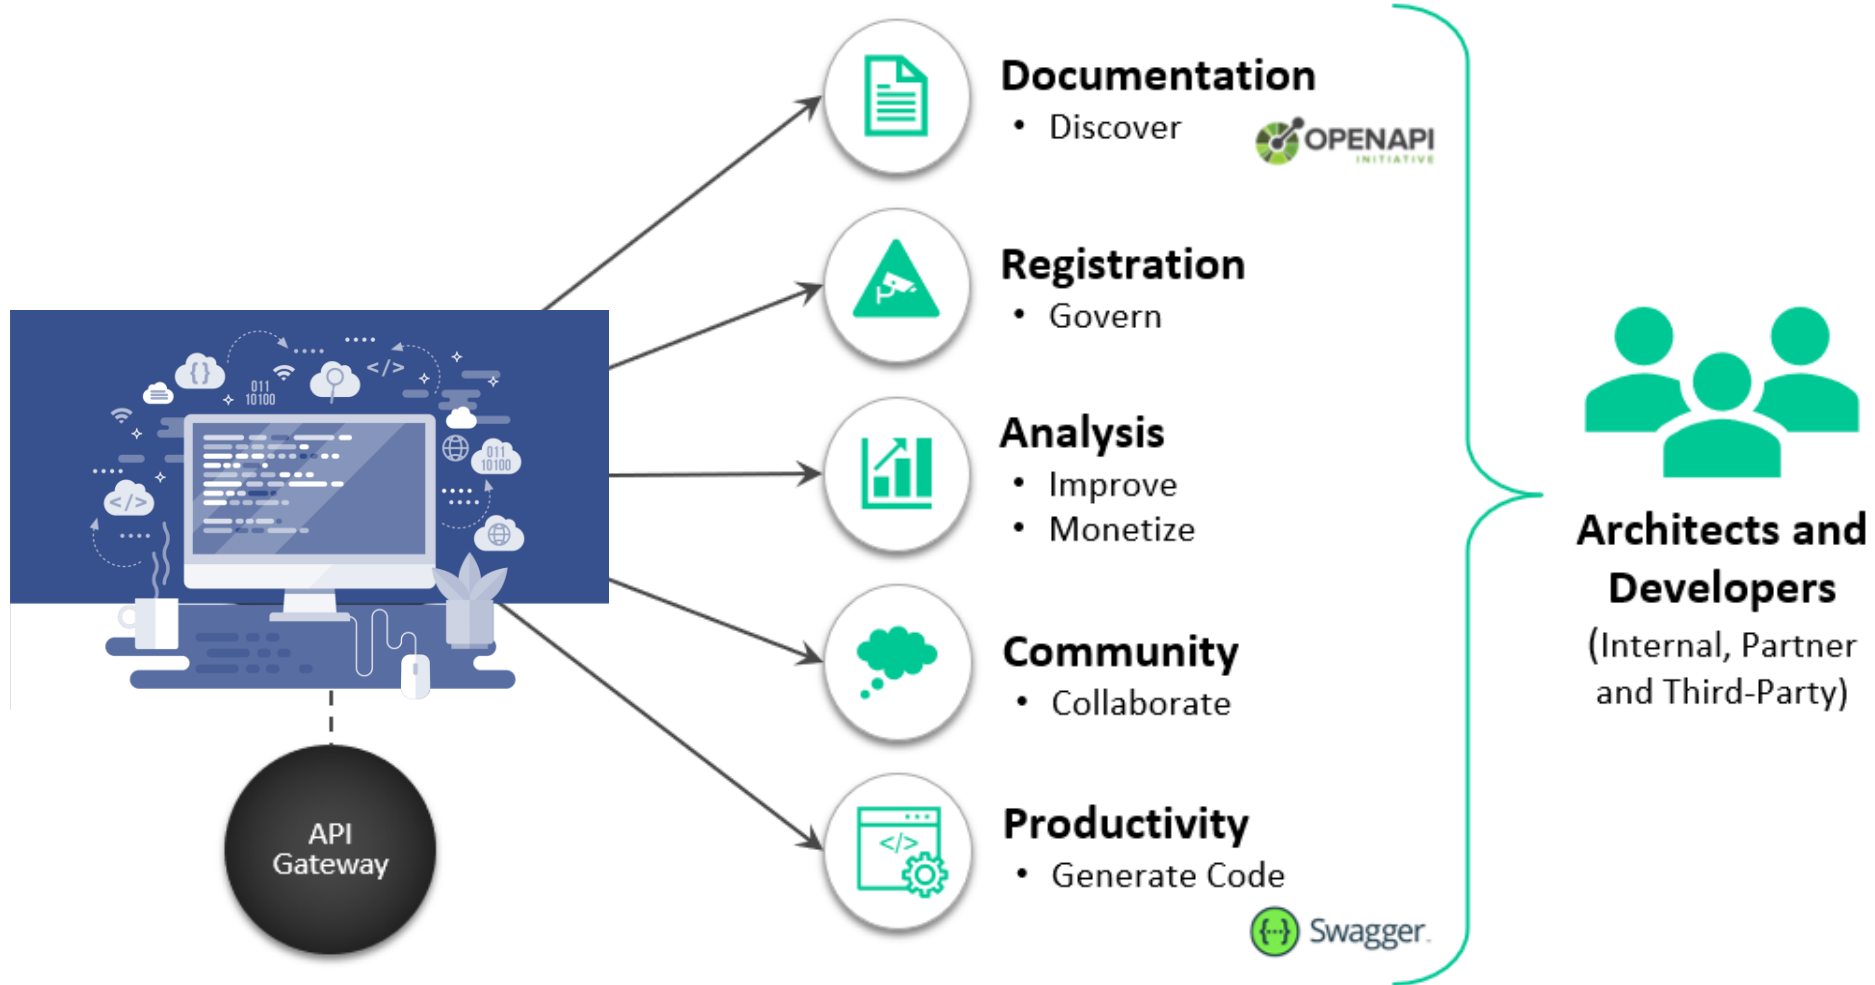 Documentation
• Discover
OPENAPI
INITIATIVE
Registration
• Govern
Analysis
• Improve
• Monetize
Community
• Collaborate
Productivity
• Generate Code
{...} Swagger.
Architects and
Developers
(Internal, Partner
and Third-Party)
{ }
011
10100
</>
011
10100
</>
API
Gateway
</>